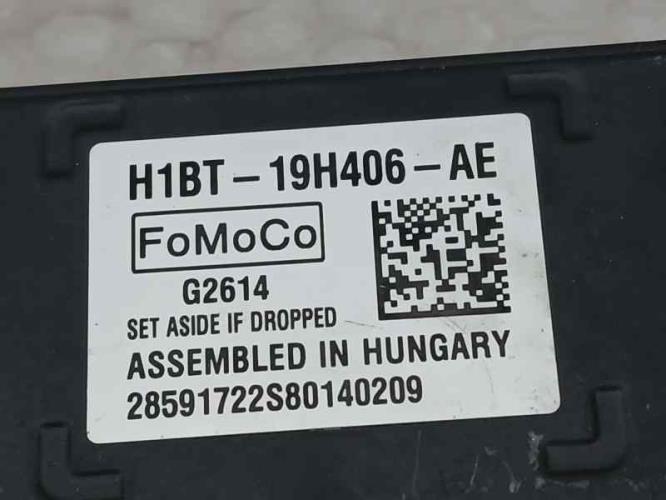 H1BT-19H406-AE
FoMoCo
G2614
SET ASIDE IF DROPPED
ASSEMBLED IN HUNGARY
28591722S80140209